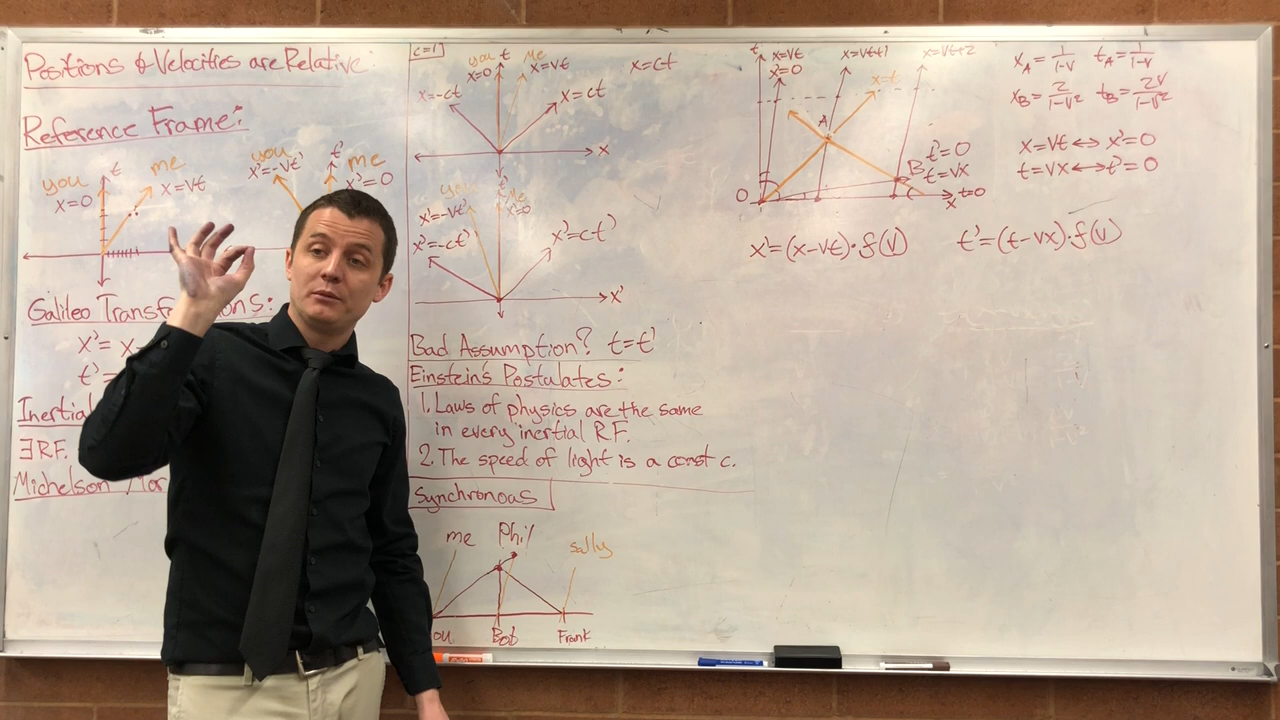 Positions & Velocities are Relative:
Reference Frame:
you
x=0
t
me
x=vt
you
x'=-vt'
t'
me
x'=0
Galileo Transf ons:
x'= x-
t'=
Inertial
∃ R.F.
Michelson Mor
c=1
you
x=0
t
me
x=vt
x=ct
x=-ct
x=ct
x
you
x'=-vt'
t'
me
x'=0
x'=-ct'
x'=ct'
x'
Bad Assumption? t=t'
Einstein's Postulates:
1. Laws of physics are the same
in every inertial R.F.
2. The speed of light is a const c.
Synchronous
me Phil sally
ou Bob Frank
t
x=vt
x'=0
x=vt+1
x=vt+2
x=t
A
B
t'=0
t=vx
O
x
t=0
x_A = 1/(1-v) t_A = 1/(1-v)
x_B = 2/(1-v²) t_B = 2v/(1-v²)
x=vt ↔ x'=0
t=vx ↔ t'=0
x'=(x-vt)·f(v) t'=(t-vx)·f(v)